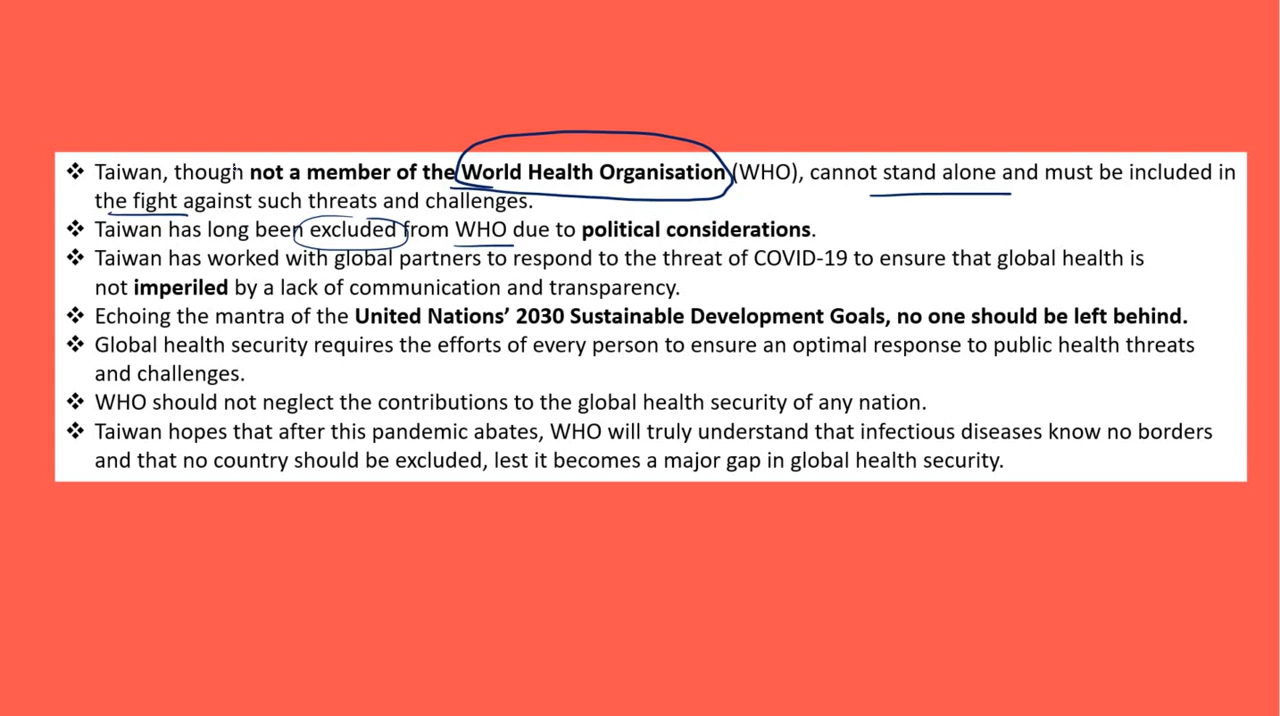 ❖ Taiwan, though not a member of the World Health Organisation (WHO), cannot stand alone and must be included in
the fight against such threats and challenges.
❖ Taiwan has long been excluded from WHO due to political considerations.
❖ Taiwan has worked with global partners to respond to the threat of COVID-19 to ensure that global health is
not imperiled by a lack of communication and transparency.
❖ Echoing the mantra of the United Nations’ 2030 Sustainable Development Goals, no one should be left behind.
❖ Global health security requires the efforts of every person to ensure an optimal response to public health threats
and challenges.
❖ WHO should not neglect the contributions to the global health security of any nation.
❖ Taiwan hopes that after this pandemic abates, WHO will truly understand that infectious diseases know no borders
and that no country should be excluded, lest it becomes a major gap in global health security.